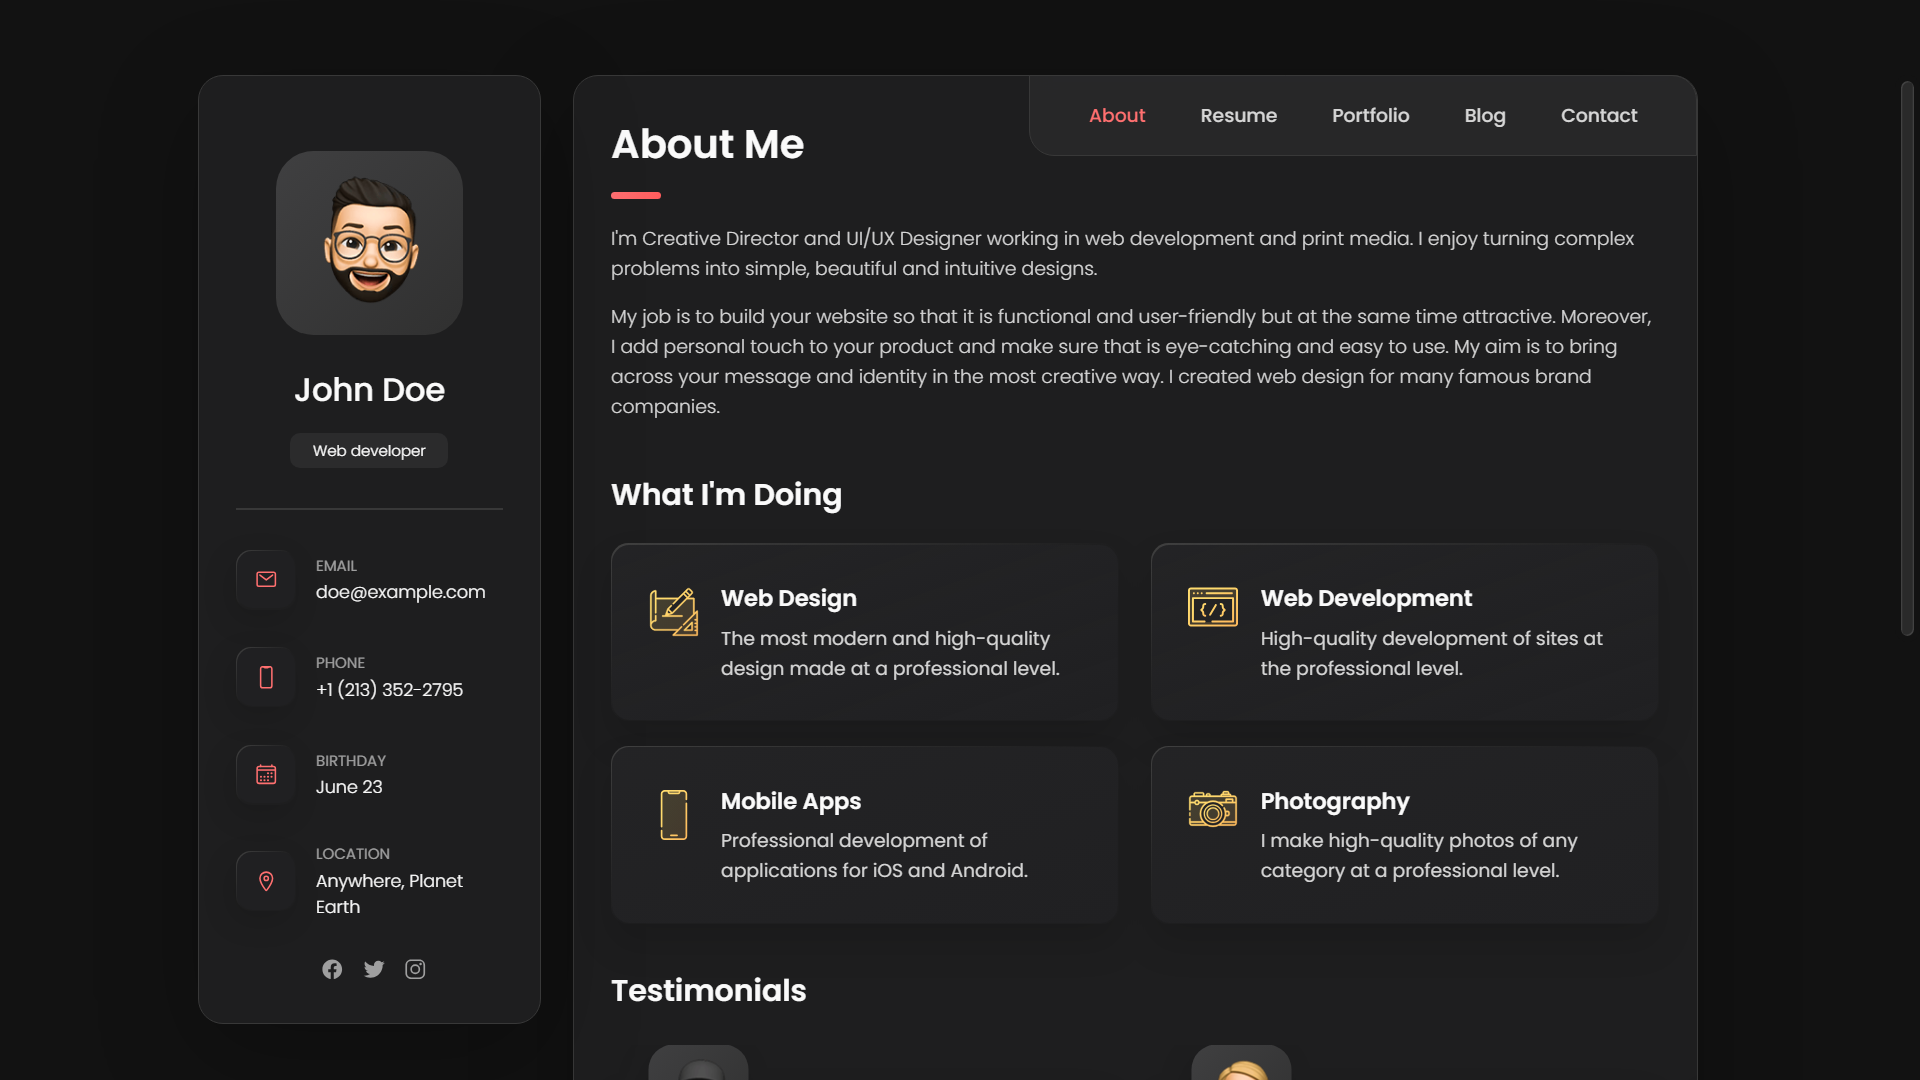 John Doe
Web developer
EMAIL
doe@example.com
PHONE
+1 (213) 352-2795
BIRTHDAY
June 23
LOCATION
Anywhere, Planet
Earth
About
Resume
Portfolio
Blog
Contact
About Me
I'm Creative Director and UI/UX Designer working in web development and print media. I enjoy turning complex
problems into simple, beautiful and intuitive designs.
My job is to build your website so that it is functional and user-friendly but at the same time attractive. Moreover,
I add personal touch to your product and make sure that is eye-catching and easy to use. My aim is to bring
across your message and identity in the most creative way. I created web design for many famous brand
companies.
What I'm Doing
Web Design
The most modern and high-quality
design made at a professional level.
Web Development
High-quality development of sites at
the professional level.
Mobile Apps
Professional development of
applications for iOS and Android.
Photography
I make high-quality photos of any
category at a professional level.
Testimonials